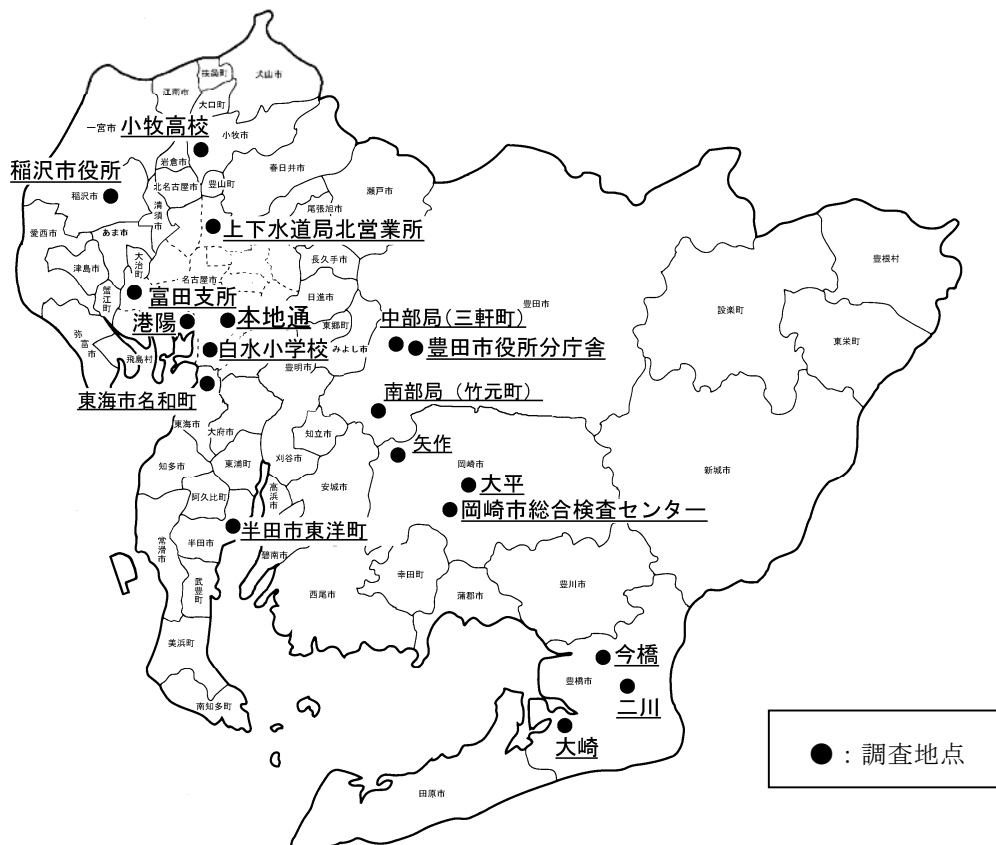 扶桑町
犬山市
江南市
大口町
一宮市
小牧高校
小牧市
稲沢市役所
岩倉市
春日井市
北名古屋市
豊山町
瀬戸市
稲沢市
清須市
尾張旭市
愛西市
あま市
上下水道局北営業所
大治町
長久手市
津島市
名古屋市
蟹江町
富田支所
日進市
豊田市
豊根村
設楽町
東栄町
港陽
本地通
東郷町
中部局(三軒町)
弥富市
飛島村
白水小学校
みよし市
豊田市役所分庁舎
豊明市
東海市名和町
南部局(竹元町)
東海市
大府市
知立市
矢作
知多市
東浦町
刈谷市
岡崎市
新城市
安城市
大平
阿久比町
高浜市
岡崎市総合検査センター
半田市東洋町
常滑市
半田市
碧南市
武豊町
西尾市
幸田町
蒲郡市
豊川市
美浜町
今橋
豊橋市
南知多町
二川
大崎
田原市
●：調査地点